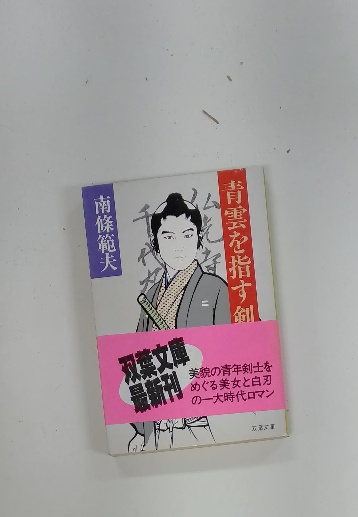 青雲を指す剣
南條範夫
双葉文庫
最新刊
美貌の青年剣士を
めぐる美女と白刃
の一大時代ロマン
双葉文庫